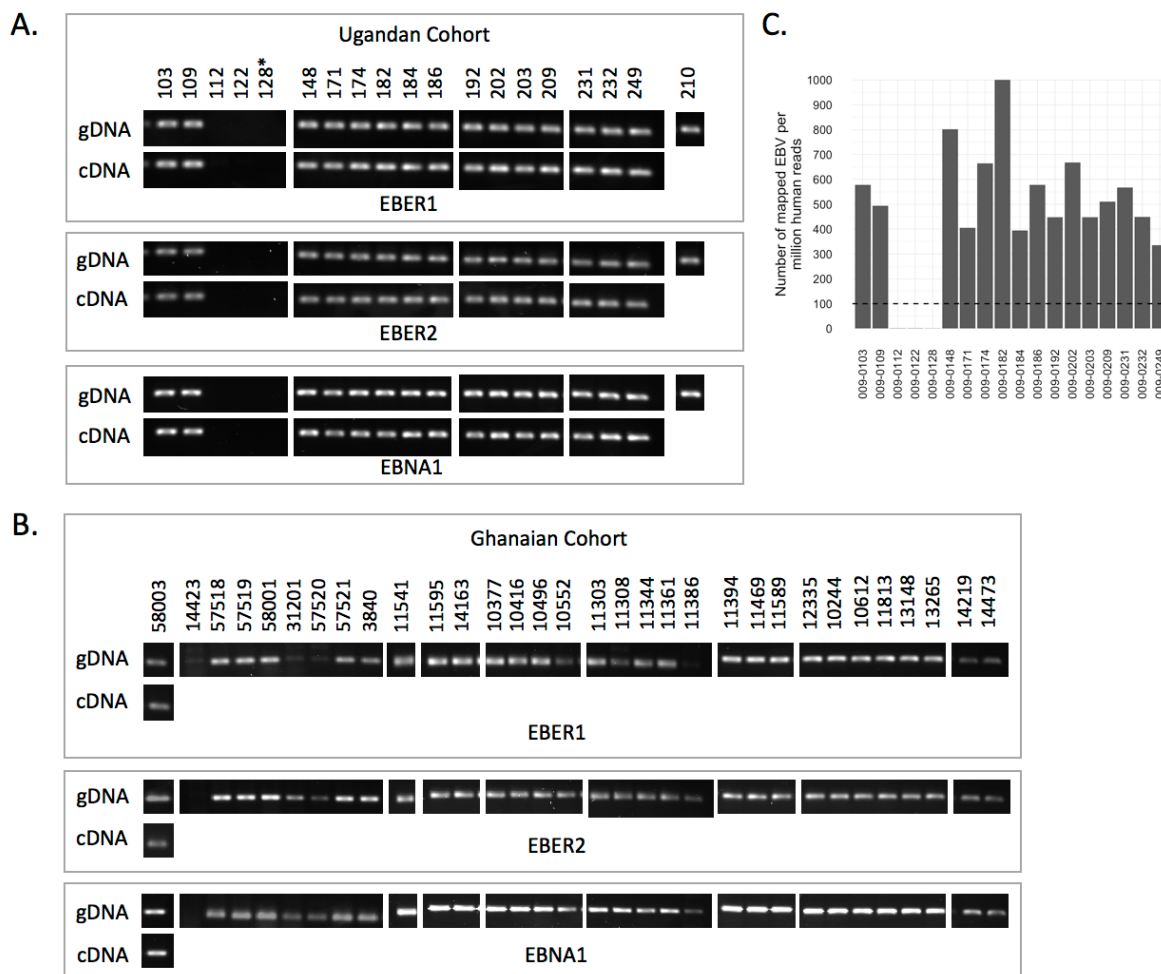 A.
Ugandan Cohort
103 109 112 122 128* 148 171 174 182 184 186 192 202 203 209 231 232 249 210
gDNA
cDNA
EBER1
gDNA
cDNA
EBER2
gDNA
cDNA
EBNA1
C.
Number of mapped EBV per
million human reads
1000
900
800
700
600
500
400
300
200
100
0
009-0103 009-0109 009-0112 009-0122 009-0128 009-0148 009-0171 009-0174 009-0182 009-0184 009-0186 009-0192 009-0202 009-0203 009-0209 009-0231 009-0232 009-0249
B.
Ghanaian Cohort
58003 14423 57518 57519 58001 31201 57520 57521 3840 11541 11595 14163 10377 10416 10496 10552 11303 11308 11344 11361 11386 11394 11469 11589 12335 10244 10612 11813 13148 13265 14219 14473
gDNA
cDNA
EBER1
gDNA
cDNA
EBER2
gDNA
cDNA
EBNA1